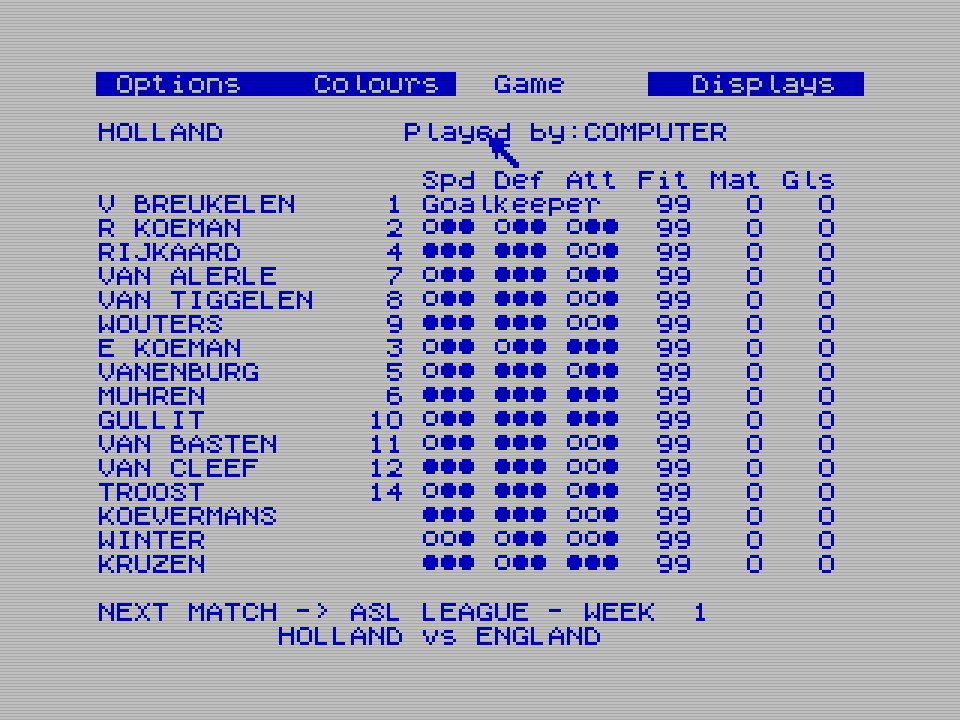 Options Colours Game Displays
HOLLAND Played by:COMPUTER
Spd Def Att Fit Mat Gls
V BREUKELEN 1 Goalkeeper 99 0 0
R KOEMAN 2 ○●● ○●● ○●● 99 0 0
RIJKAARD 4 ●●● ●●● ○○● 99 0 0
VAN ALERLE 7 ○●● ○●● ○●● 99 0 0
VAN TIGGELEN 8 ○●● ●●● ○○● 99 0 0
WOUTERS 9 ●●● ●●● ○○● 99 0 0
E KOEMAN 3 ○●● ○●● ●●● 99 0 0
VANENBURG 5 ○●● ●●● ○●● 99 0 0
MUHREN 6 ●●● ●●● ●●● 99 0 0
GULLIT 10 ○●● ●●● ●●● 99 0 0
VAN BASTEN 11 ○●● ●●● ○○● 99 0 0
VAN CLEEF 12 ●●● ●●● ○○● 99 0 0
TROOST 14 ○●● ●●● ○●● 99 0 0
KOEVERMANS ●●● ●●● ○○● 99 0 0
WINTER ○○● ○●● ○○● 99 0 0
KRUZEN ●●● ○●● ●●● 99 0 0
NEXT MATCH -> ASL LEAGUE - WEEK 1
HOLLAND vs ENGLAND